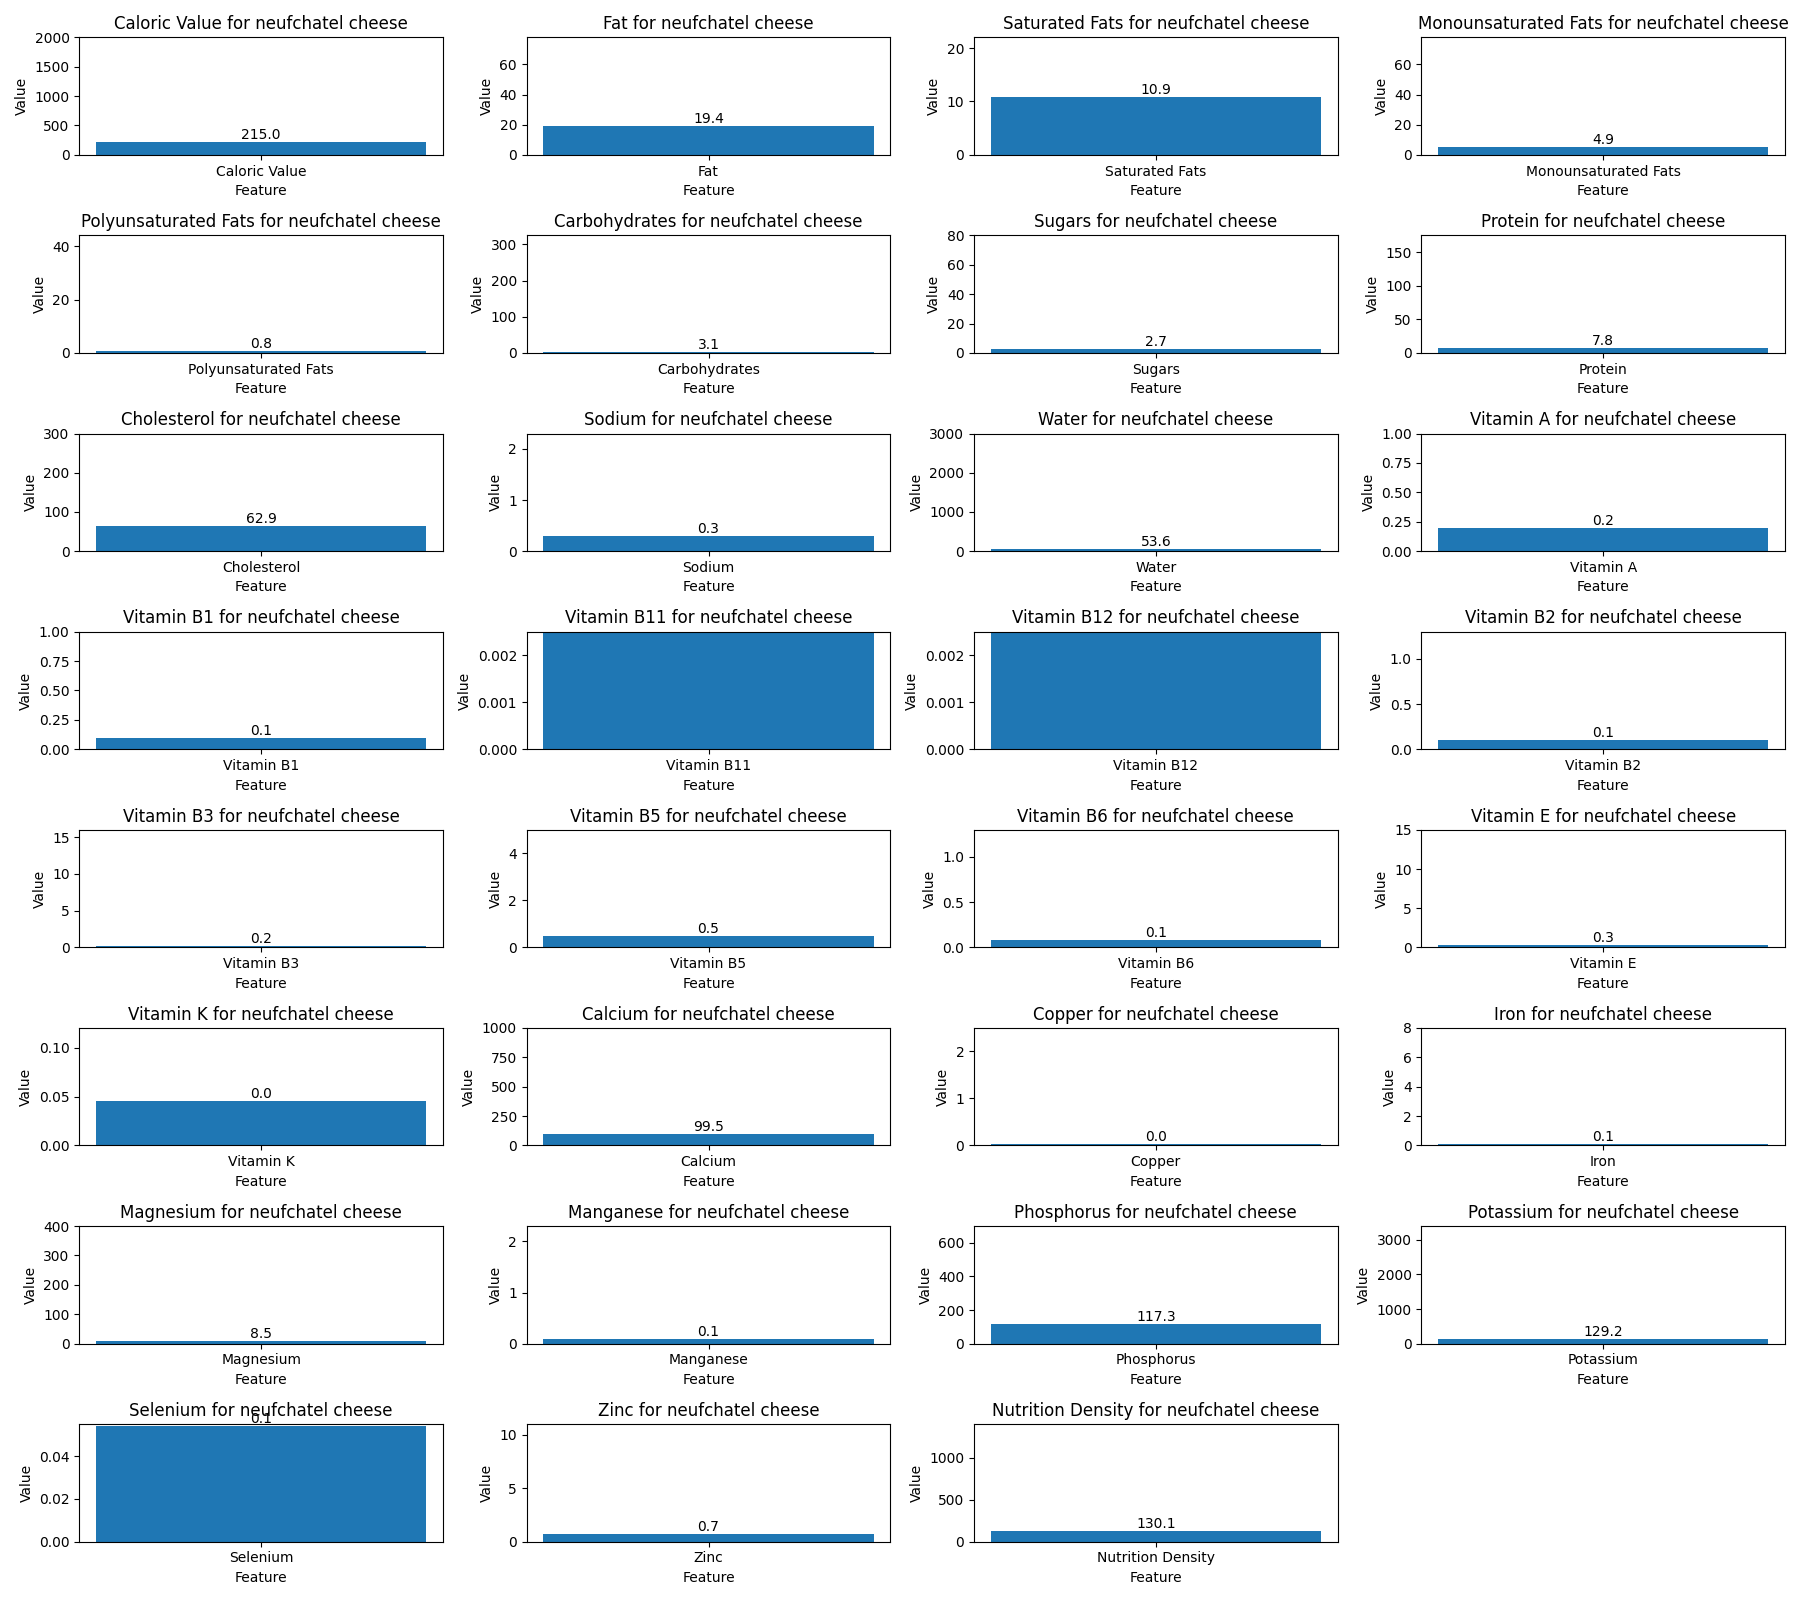 Caloric Value for neufchatel cheese
2000
1500
1000
500
0
Value
215.0
Caloric Value
Feature
Fat for neufchatel cheese
60
40
20
0
Value
19.4
Fat
Feature
Saturated Fats for neufchatel cheese
20
10
0
Value
10.9
Saturated Fats
Feature
Monounsaturated Fats for neufchatel cheese
60
40
20
0
Value
4.9
Monounsaturated Fats
Feature
Polyunsaturated Fats for neufchatel cheese
40
20
0
Value
0.8
Polyunsaturated Fats
Feature
Carbohydrates for neufchatel cheese
300
200
100
0
Value
3.1
Carbohydrates
Feature
Sugars for neufchatel cheese
80
60
40
20
0
Value
2.7
Sugars
Feature
Protein for neufchatel cheese
150
100
50
0
Value
7.8
Protein
Feature
Cholesterol for neufchatel cheese
300
200
100
0
Value
62.9
Cholesterol
Feature
Sodium for neufchatel cheese
2
1
0
Value
0.3
Sodium
Feature
Water for neufchatel cheese
3000
2000
1000
0
Value
53.6
Water
Feature
Vitamin A for neufchatel cheese
1.00
0.75
0.50
0.25
0.00
Value
0.2
Vitamin A
Feature
Vitamin B1 for neufchatel cheese
1.00
0.75
0.50
0.25
0.00
Value
0.1
Vitamin B1
Feature
Vitamin B11 for neufchatel cheese
0.002
0.001
0.000
Value
Vitamin B11
Feature
Vitamin B12 for neufchatel cheese
0.002
0.001
0.000
Value
Vitamin B12
Feature
Vitamin B2 for neufchatel cheese
1.0
0.5
0.0
Value
0.1
Vitamin B2
Feature
Vitamin B3 for neufchatel cheese
15
10
5
0
Value
0.2
Vitamin B3
Feature
Vitamin B5 for neufchatel cheese
4
2
0
Value
0.5
Vitamin B5
Feature
Vitamin B6 for neufchatel cheese
1.0
0.5
0.0
Value
0.1
Vitamin B6
Feature
Vitamin E for neufchatel cheese
15
10
5
0
Value
0.3
Vitamin E
Feature
Vitamin K for neufchatel cheese
0.10
0.05
0.00
Value
0.0
Vitamin K
Feature
Calcium for neufchatel cheese
1000
750
500
250
0
Value
99.5
Calcium
Feature
Copper for neufchatel cheese
2
1
0
Value
0.0
Copper
Feature
Iron for neufchatel cheese
8
6
4
2
0
Value
0.1
Iron
Feature
Magnesium for neufchatel cheese
400
300
200
100
0
Value
8.5
Magnesium
Feature
Manganese for neufchatel cheese
2
1
0
Value
0.1
Manganese
Feature
Phosphorus for neufchatel cheese
600
400
200
0
Value
117.3
Phosphorus
Feature
Potassium for neufchatel cheese
3000
2000
1000
0
Value
129.2
Potassium
Feature
Selenium for neufchatel cheese
0.1
0.04
0.02
0.00
Value
Selenium
Feature
Zinc for neufchatel cheese
10
5
0
Value
0.7
Zinc
Feature
Nutrition Density for neufchatel cheese
1000
500
0
Value
130.1
Nutrition Density
Feature